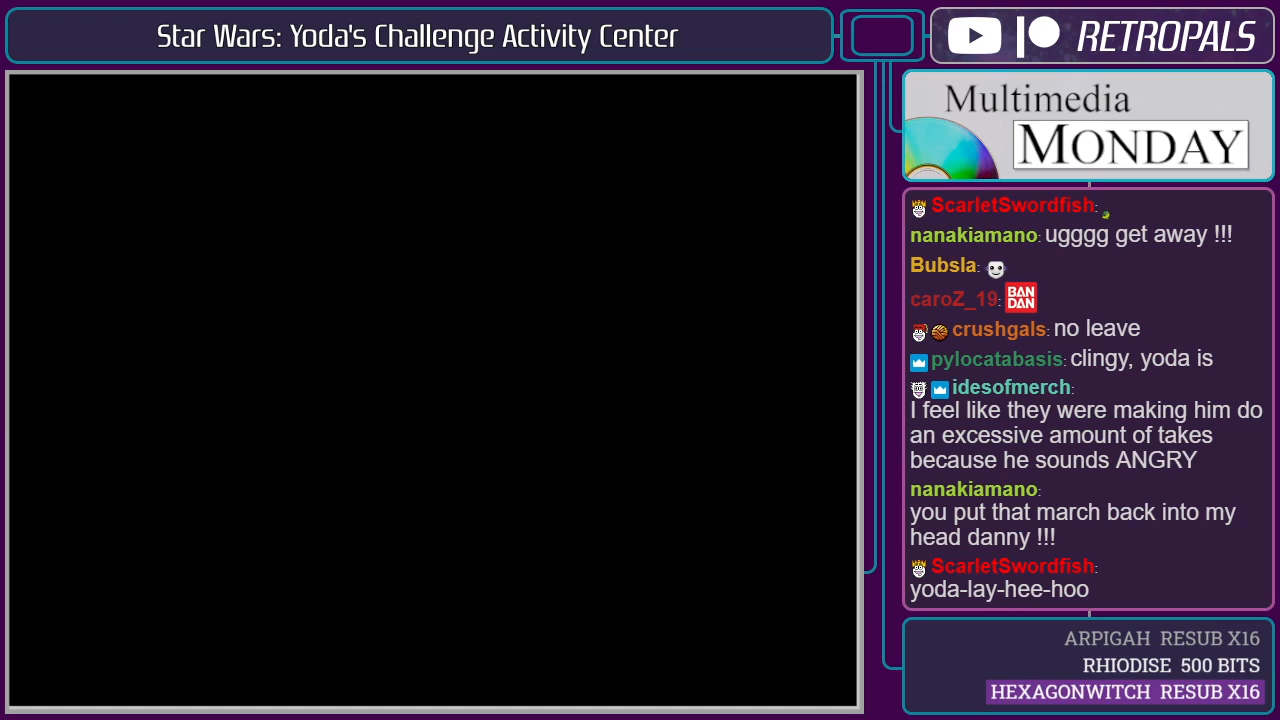 Star Wars: Yoda's Challenge Activity Center
RETROPALS
Multimedia
MONDAY
ScarletSwordfish:
nanakiamano: ugggg get away !!!
Bubsla:
caroZ_19: BAN
DAN
crushgals: no leave
pylocatabasis: clingy, yoda is
idesofmerch:
I feel like they were making him do
an excessive amount of takes
because he sounds ANGRY
nanakiamano:
you put that march back into my
head danny !!!
ScarletSwordfish:
yoda-lay-hee-hoo
ARPIGAH RESUB X16
RHIODISE 500 BITS
HEXAGONWITCH RESUB X16